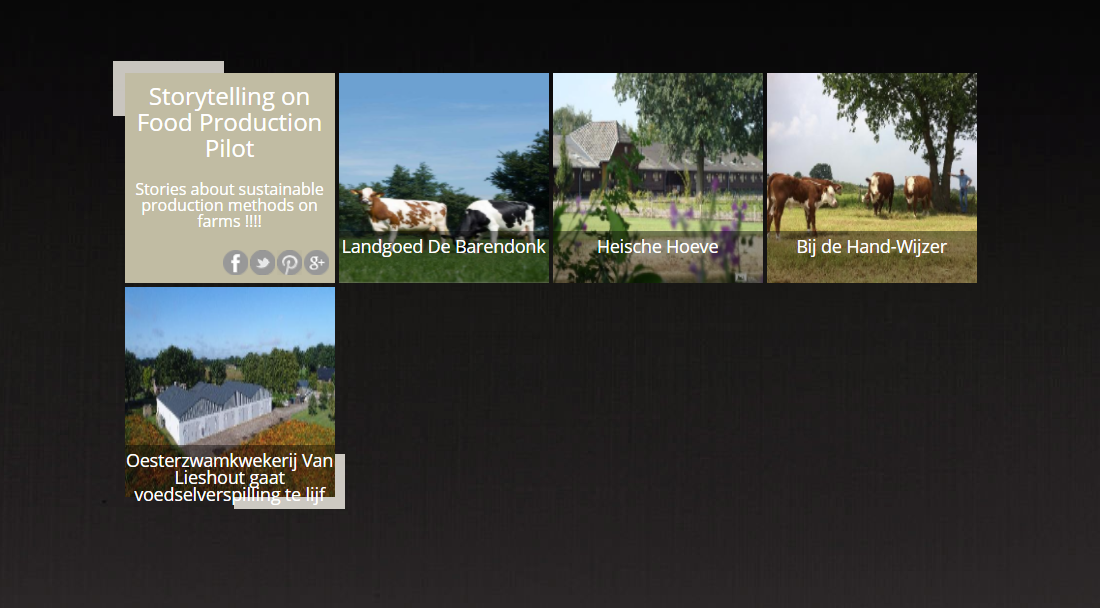 Storytelling on
Food Production
Pilot
Stories about sustainable
production methods on
farms !!!!
Landgoed De Barendonk
Heische Hoeve
Bij de Hand-Wijzer
Oesterzwamkwekerij Van
Lieshout gaat
voedselverspilling te lijf